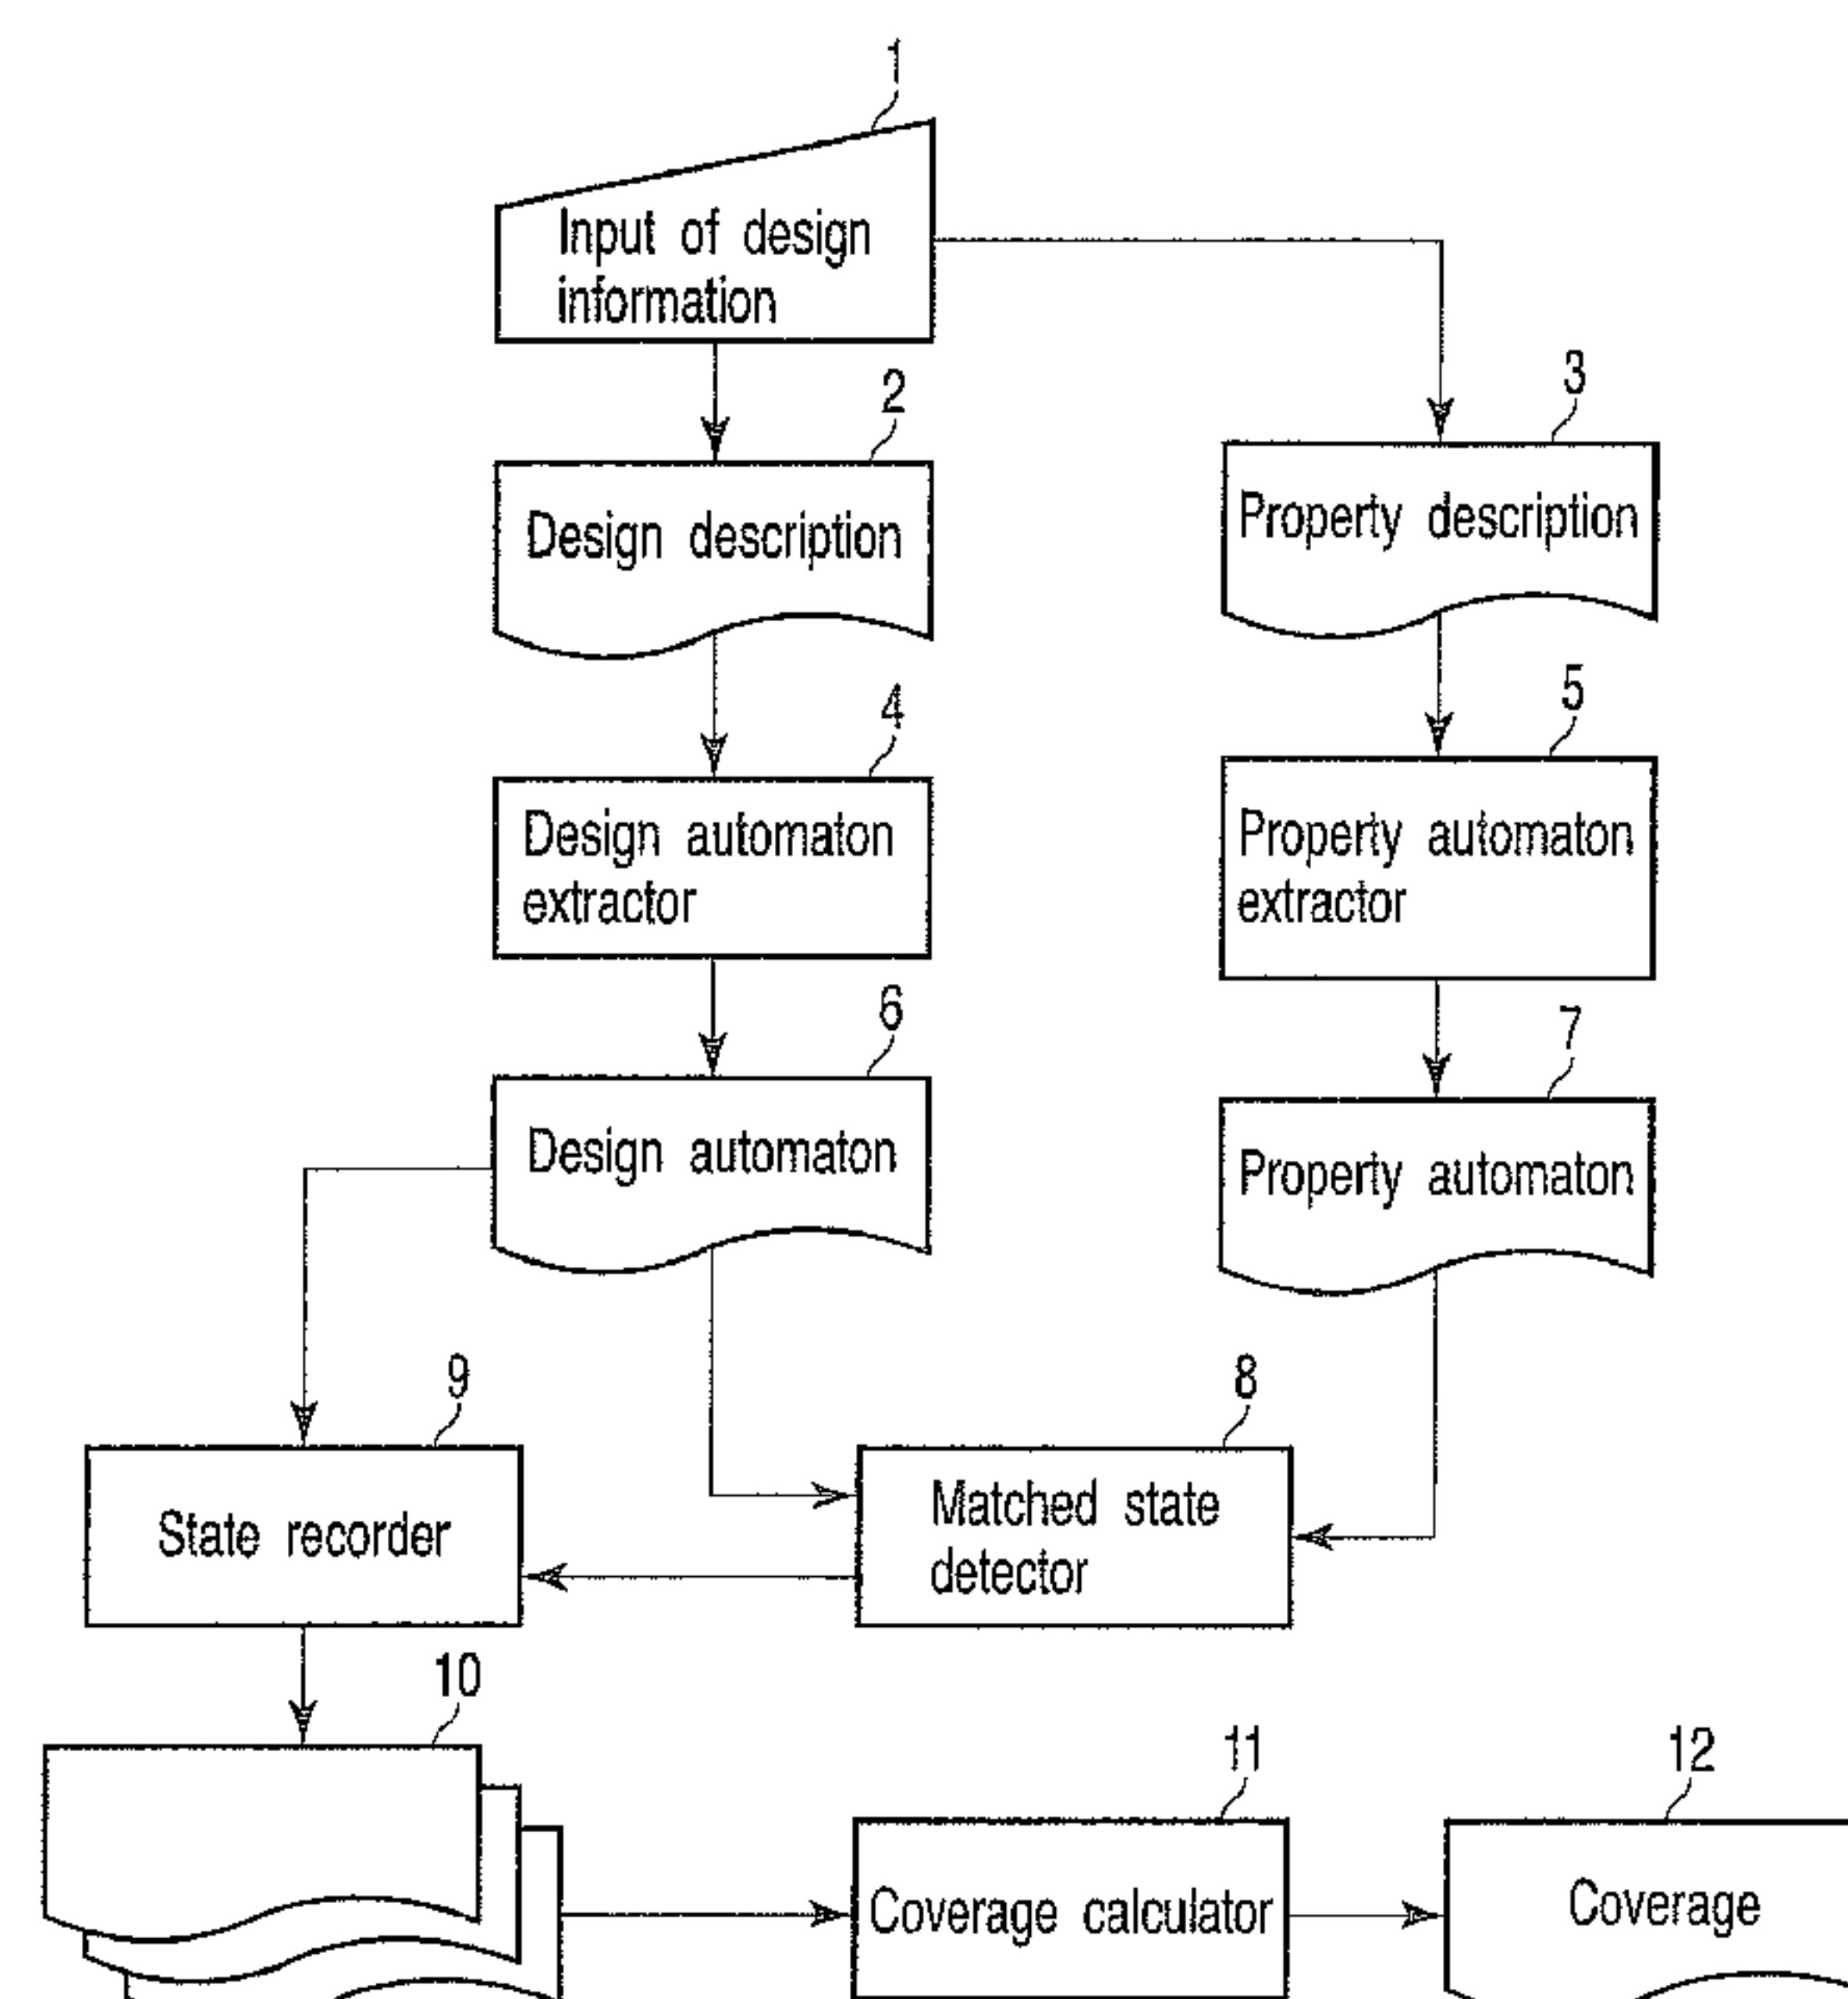 1
Input of design
information
2
3
Design description
Property description
4
5
Design automaton
extractor
Property automaton
extractor
6
7
Design automaton
Property automaton
9
8
State recorder
Matched state
detector
10
11
12
Coverage calculator
Coverage